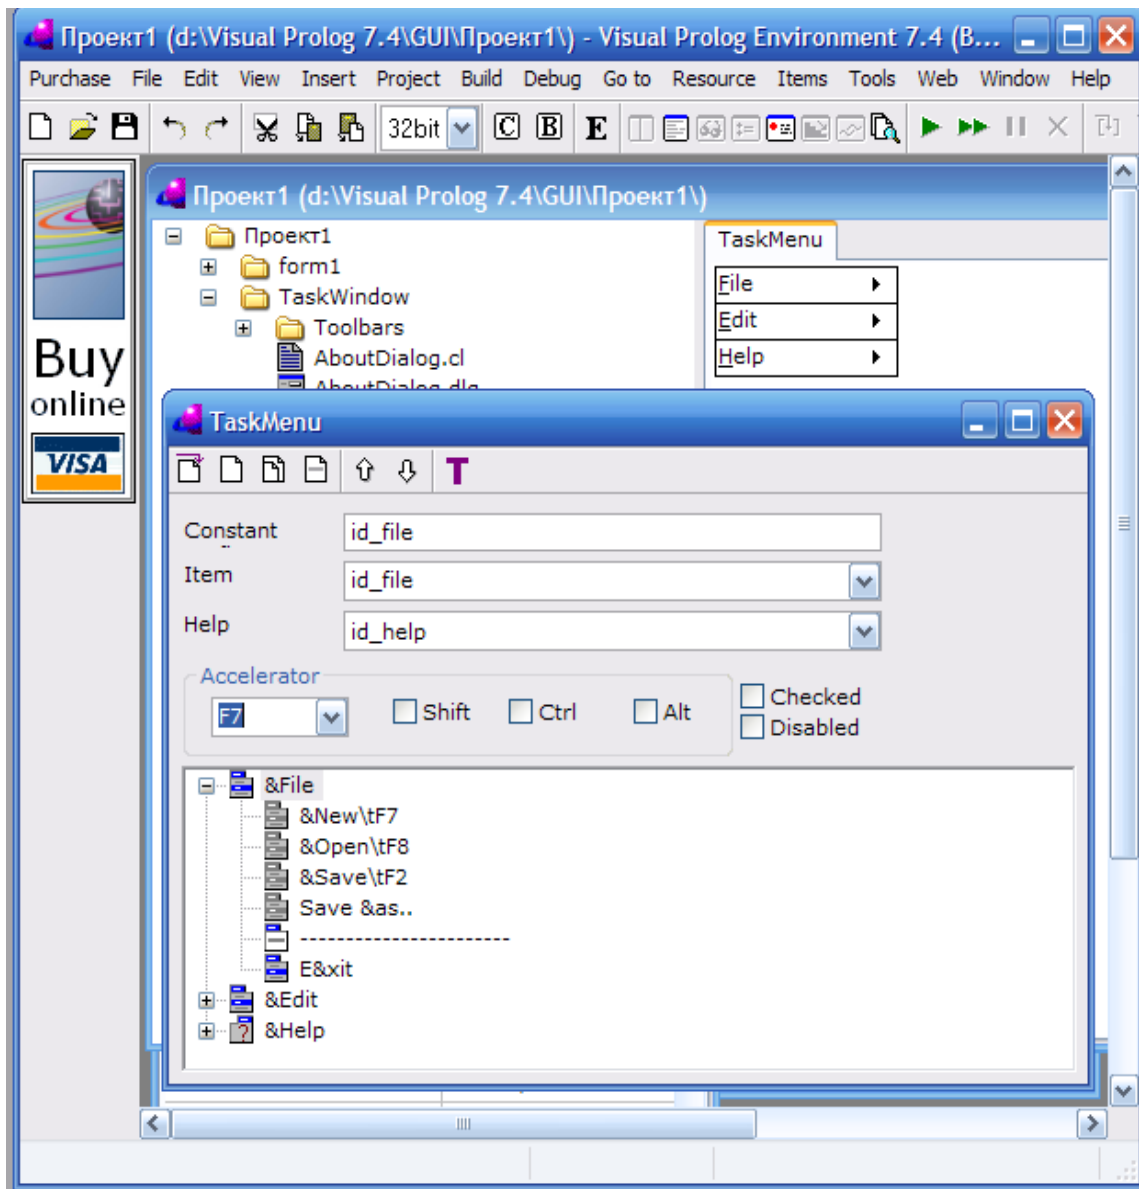 Проект1 (d:\Visual Prolog 7.4\GUI\Проект1\) - Visual Prolog Environment 7.4 (B...
Purchase File Edit View Insert Project Build Debug Go to Resource Items Tools Web Window Help
32bit C B E
Проект1 (d:\Visual Prolog 7.4\GUI\Проект1\)
Проект1
form1
TaskWindow
Toolbars
AboutDialog.cl
AboutDialog.dlg
TaskMenu
File
Edit
Help
Buy
online
VISA
TaskMenu
T
Constant
id_file
Item
id_file
Help
id_help
Accelerator
F7
Shift Ctrl Alt
Checked
Disabled
&File
&New\tF7
&Open\tF8
&Save\tF2
Save &as..
-----------------------
E&xit
&Edit
&Help